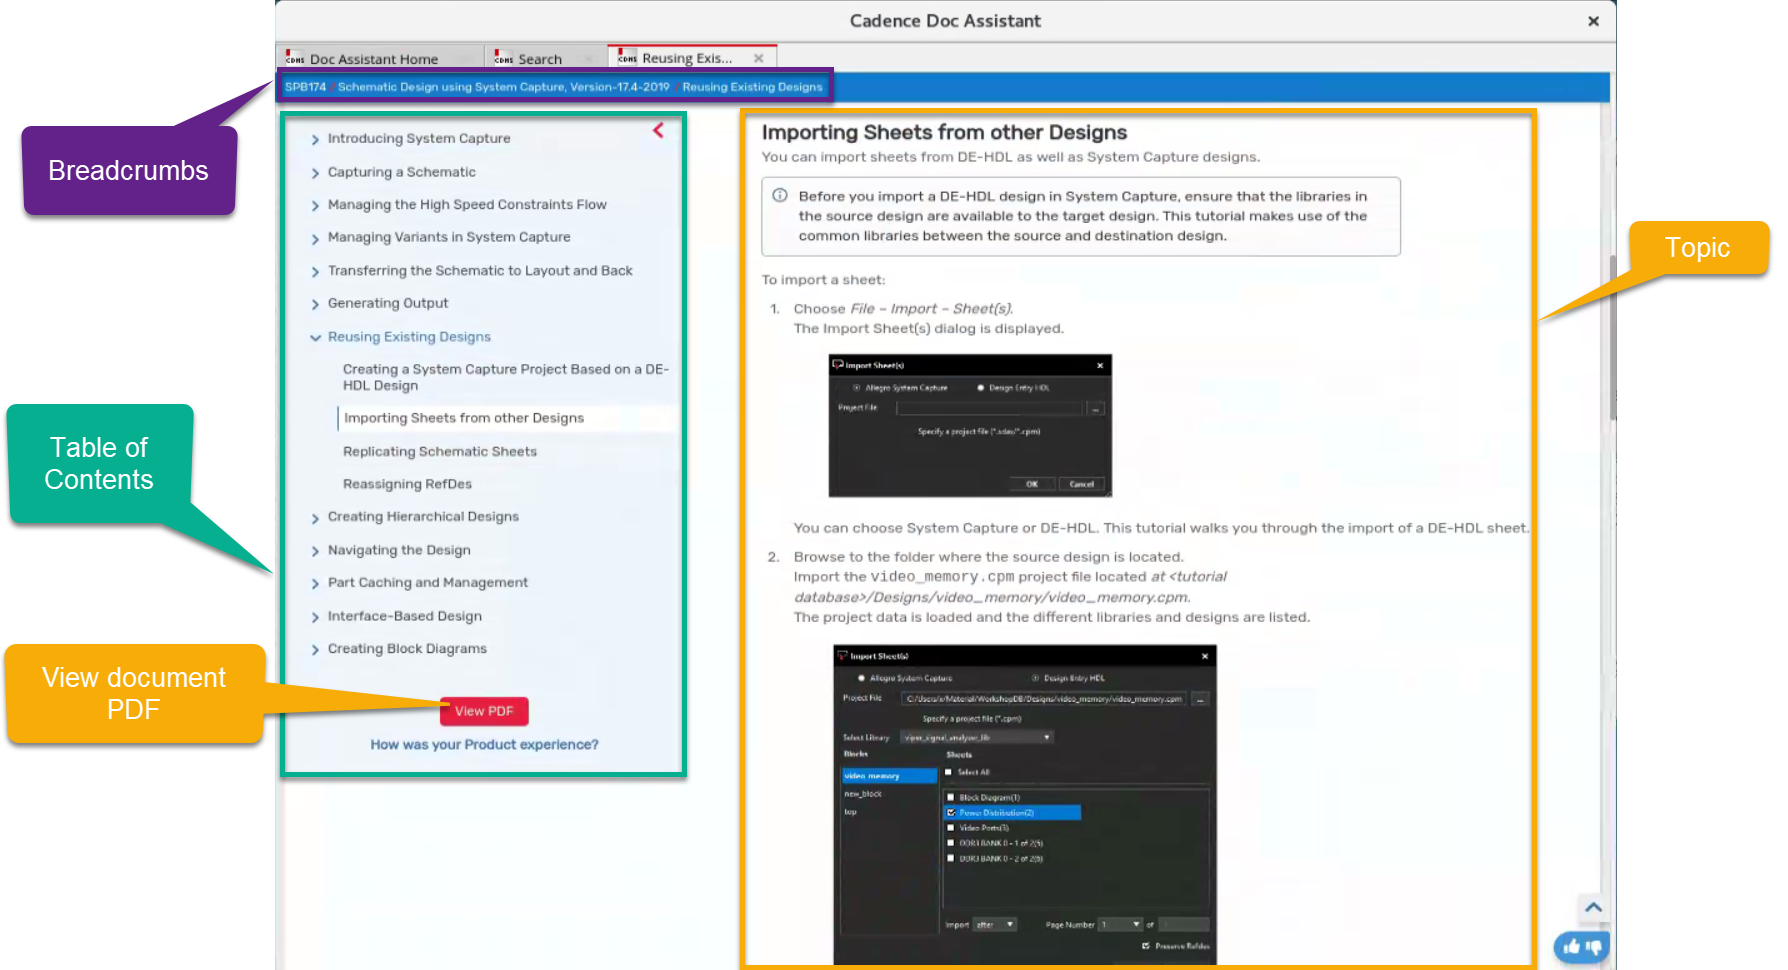 Cadence Doc Assistant
CDNS Doc Assistant Home
CDNS Search
CDNS Reusing Exis...
SPB174 / Schematic Design using System Capture, Version-17.4-2019 / Reusing Existing Designs
Breadcrumbs
Introducing System Capture
Capturing a Schematic
Managing the High Speed Constraints Flow
Managing Variants in System Capture
Transferring the Schematic to Layout and Back
Generating Output
Reusing Existing Designs
Creating a System Capture Project Based on a DE-
HDL Design
Importing Sheets from other Designs
Replicating Schematic Sheets
Reassigning RefDes
Creating Hierarchical Designs
Navigating the Design
Part Caching and Management
Interface-Based Design
Creating Block Diagrams
View PDF
How was your Product experience?
Table of
Contents
View document
PDF
Topic
Importing Sheets from other Designs
You can import sheets from DE-HDL as well as System Capture designs.
Before you import a DE-HDL design in System Capture, ensure that the libraries in
the source design are available to the target design. This tutorial makes use of the
common libraries between the source and destination design.
To import a sheet:
1. Choose File – Import – Sheet(s).
The Import Sheet(s) dialog is displayed.
Import Sheet(s)
Allegro System Capture
Design Entry HDL
Project File
...
Specify a project file (*.sdax/*.cpm)
OK
Cancel
You can choose System Capture or DE-HDL. This tutorial walks you through the import of a DE-HDL sheet.
2. Browse to the folder where the source design is located.
Import the video_memory.cpm project file located at <tutorial
database>/Designs/video_memory/video_memory.cpm.
The project data is loaded and the different libraries and designs are listed.
Import Sheet(s)
Allegro System Capture
Design Entry HDL
Project File
/Material/WorkshopDB/Designs/video_memory/video_memory.cpm
...
Specify a project file (*.cpm)
Select Library
viper_signal_analyzer_lib
Blocks
Sheets
video_memory
new_block
top
Select All
Block Diagram(1)
Power Distribution(2)
Video Ports(3)
DDR3 BANK 0 - 1 of 2(5)
DDR3 BANK 0 - 2 of 2(6)
Import after
Page Number 1 of
Preserve Refdes